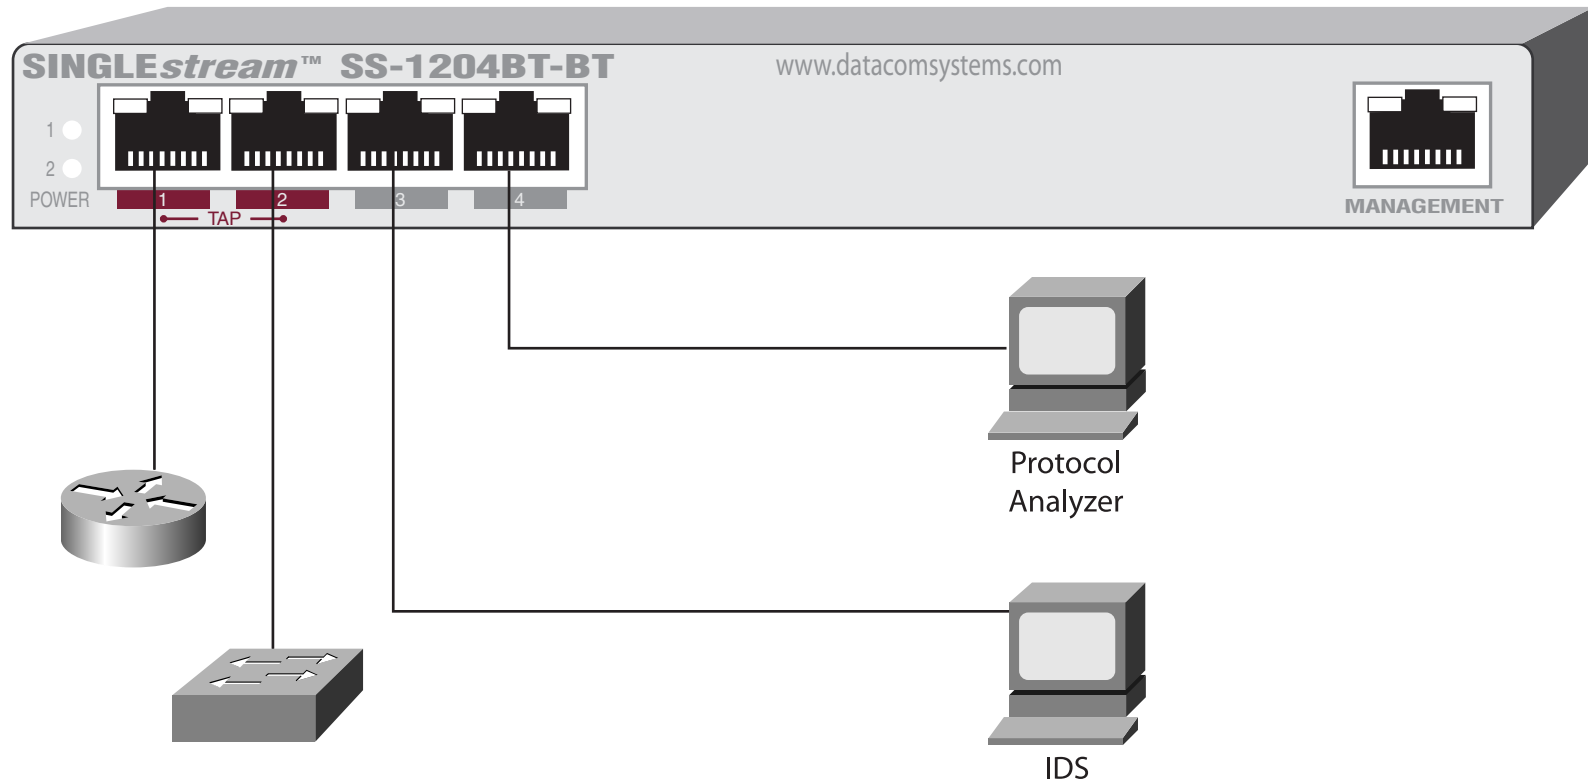 SINGLEstream™ SS-1204BT-BT
www.datacomsystems.com
1
2
POWER
1 2 3 4
TAP
MANAGEMENT
Protocol
Analyzer
IDS